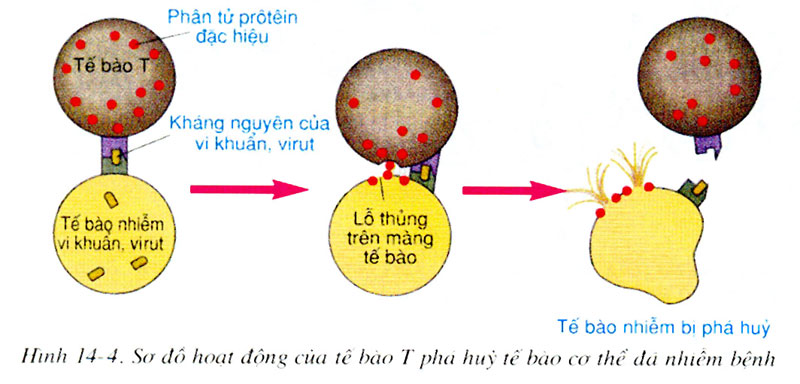 Phân tử prôtêin
đặc hiệu
Tế bào T
Kháng nguyên của
vi khuẩn, virut
Tế bào nhiễm
vi khuẩn, virut
Lỗ thủng
trên màng
tế bào
Tế bào nhiễm bị phá huỷ
Hình 14-4. Sơ đồ hoạt động của tế bào T phá huỷ tế bào cơ thể đã nhiễm bệnh